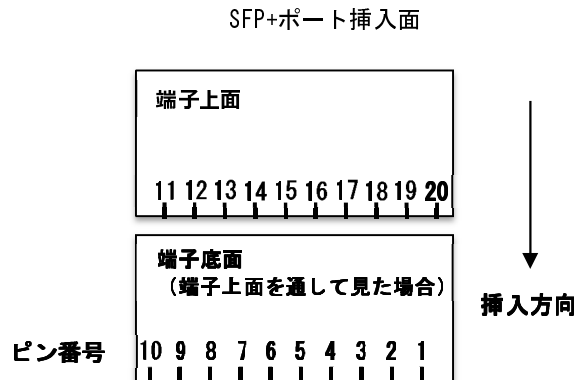 SFP+ポート挿入面
端子上面
11 12 13 14 15 16 17 18 19 20
端子底面
（端子上面を通して見た場合）
挿入方向
ピン番号 10 9 8 7 6 5 4 3 2 1